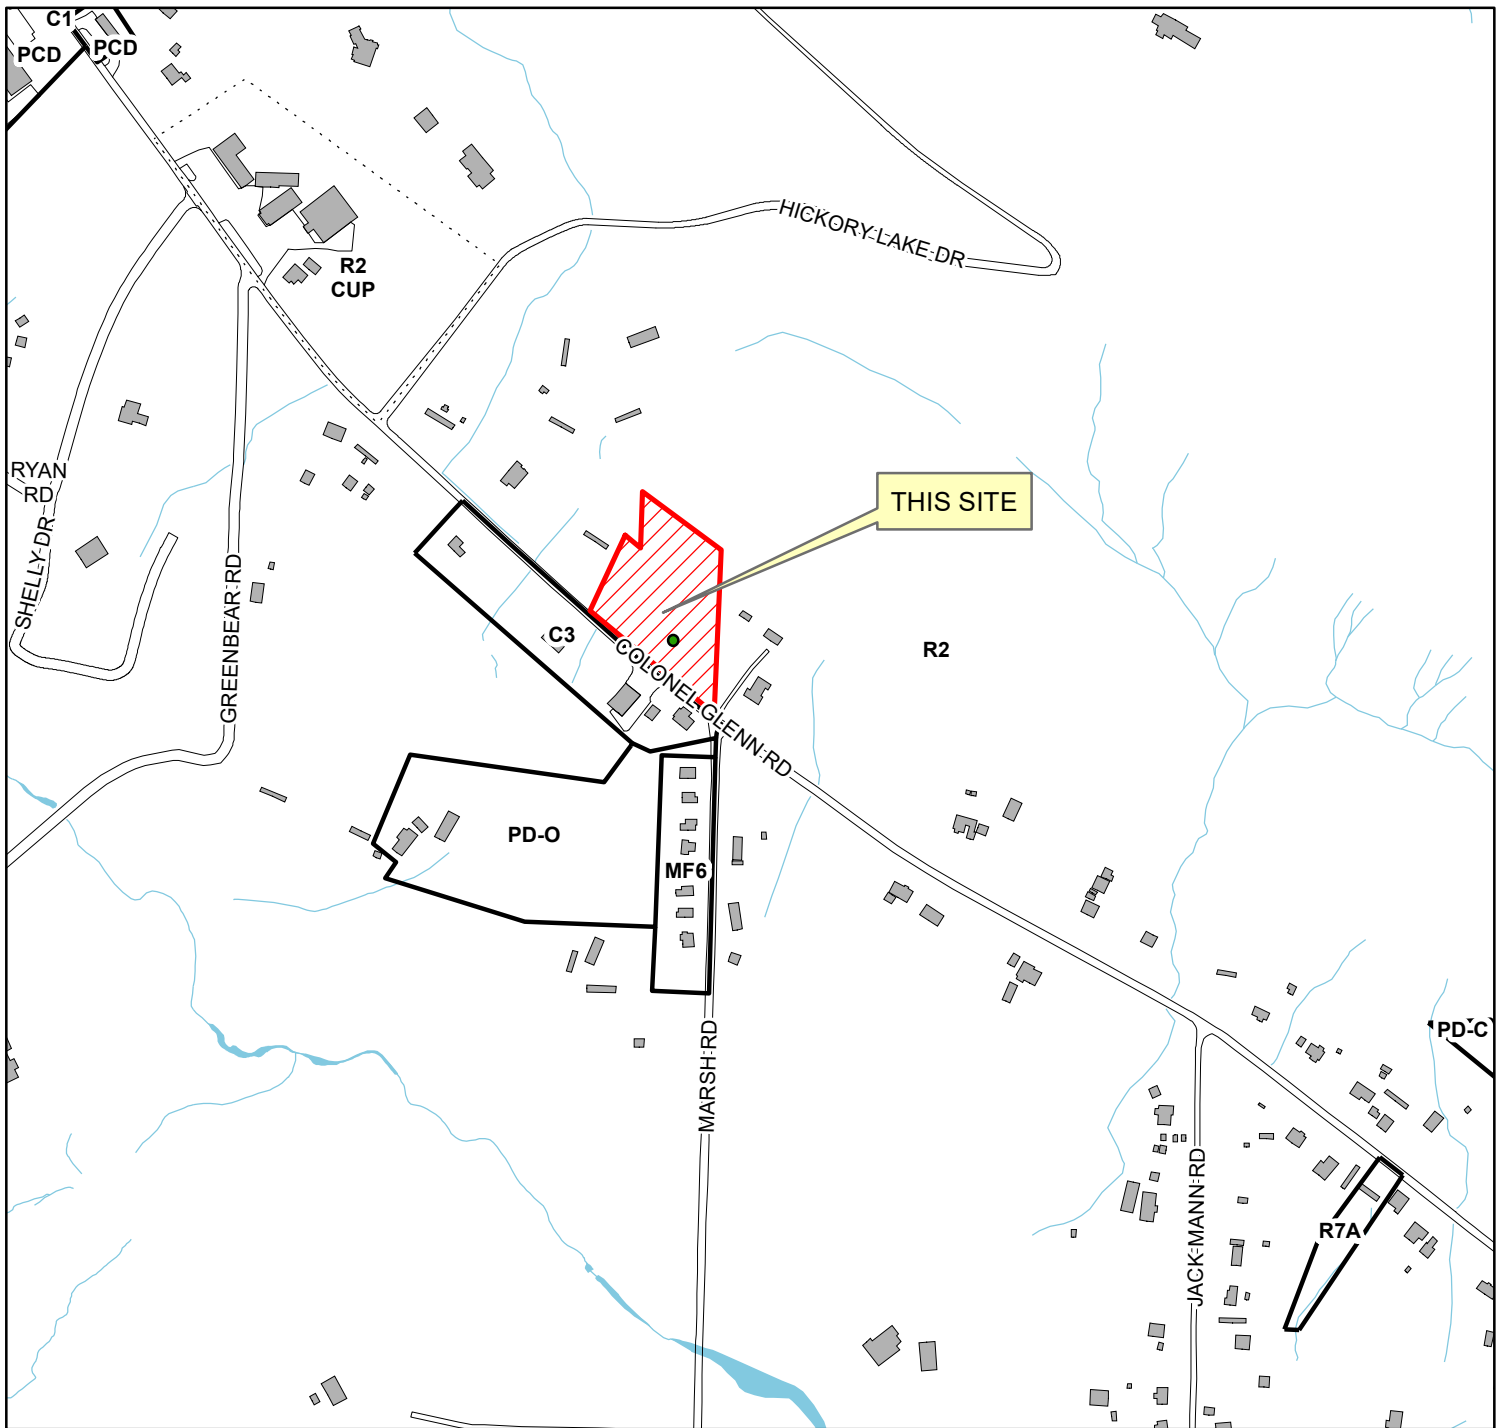 C1
PCD
PCD
HICKORY LAKE DR
R2
CUP
RYAN
RD
THIS SITE
SHELLY DR
GREENBEAR RD
C3
COLONEL GLENN RD
R2
PD-O
MF6
MARSH RD
PD-C
JACK MANN RD
R7A